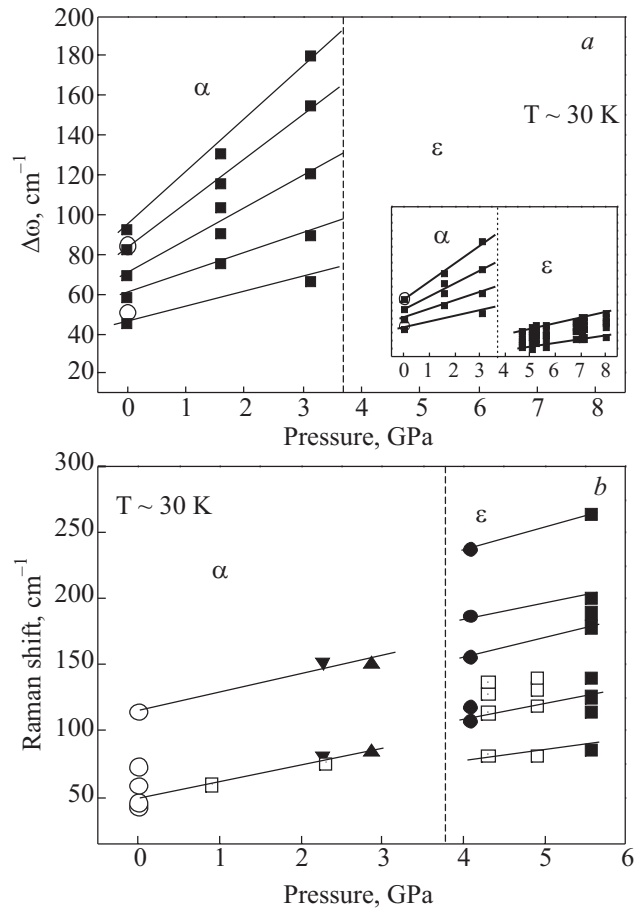 200
180
160
140
120
100
80
60
40
20
Δω, cm⁻¹
a
α
T ~ 30 K
ε
α
ε
0 1 2 3 4 5 6 7 8
0 1 2 3 4 5 6 7 8
Pressure, GPa
300
250
200
150
100
50
Raman shift, cm⁻¹
T ~ 30 K
b
ε
α
0 1 2 3 4 5 6
Pressure, GPa